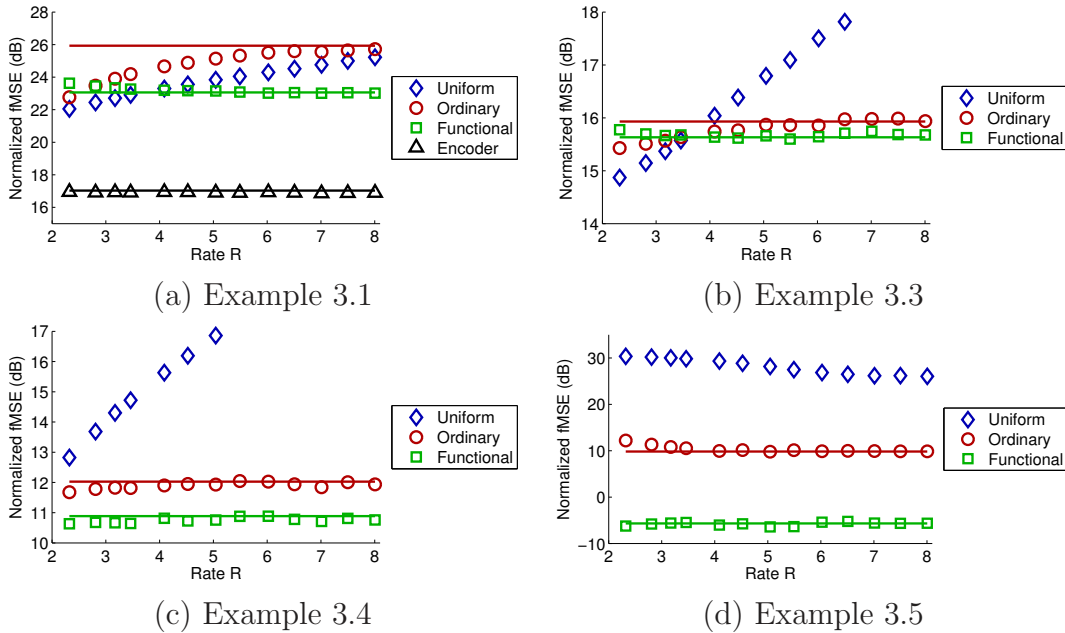 28
26
24
22
20
18
16
Normalized fMSE (dB)
2 3 4 5 6 7 8
Rate R
Uniform
Ordinary
Functional
Encoder
(a) Example 3.1
18
17
16
15
14
Normalized fMSE (dB)
2 3 4 5 6 7 8
Rate R
Uniform
Ordinary
Functional
(b) Example 3.3
17
16
15
14
13
12
11
10
Normalized fMSE (dB)
2 3 4 5 6 7 8
Rate R
Uniform
Ordinary
Functional
(c) Example 3.4
30
20
10
0
−10
Normalized fMSE (dB)
2 3 4 5 6 7 8
Rate R
Uniform
Ordinary
Functional
(d) Example 3.5